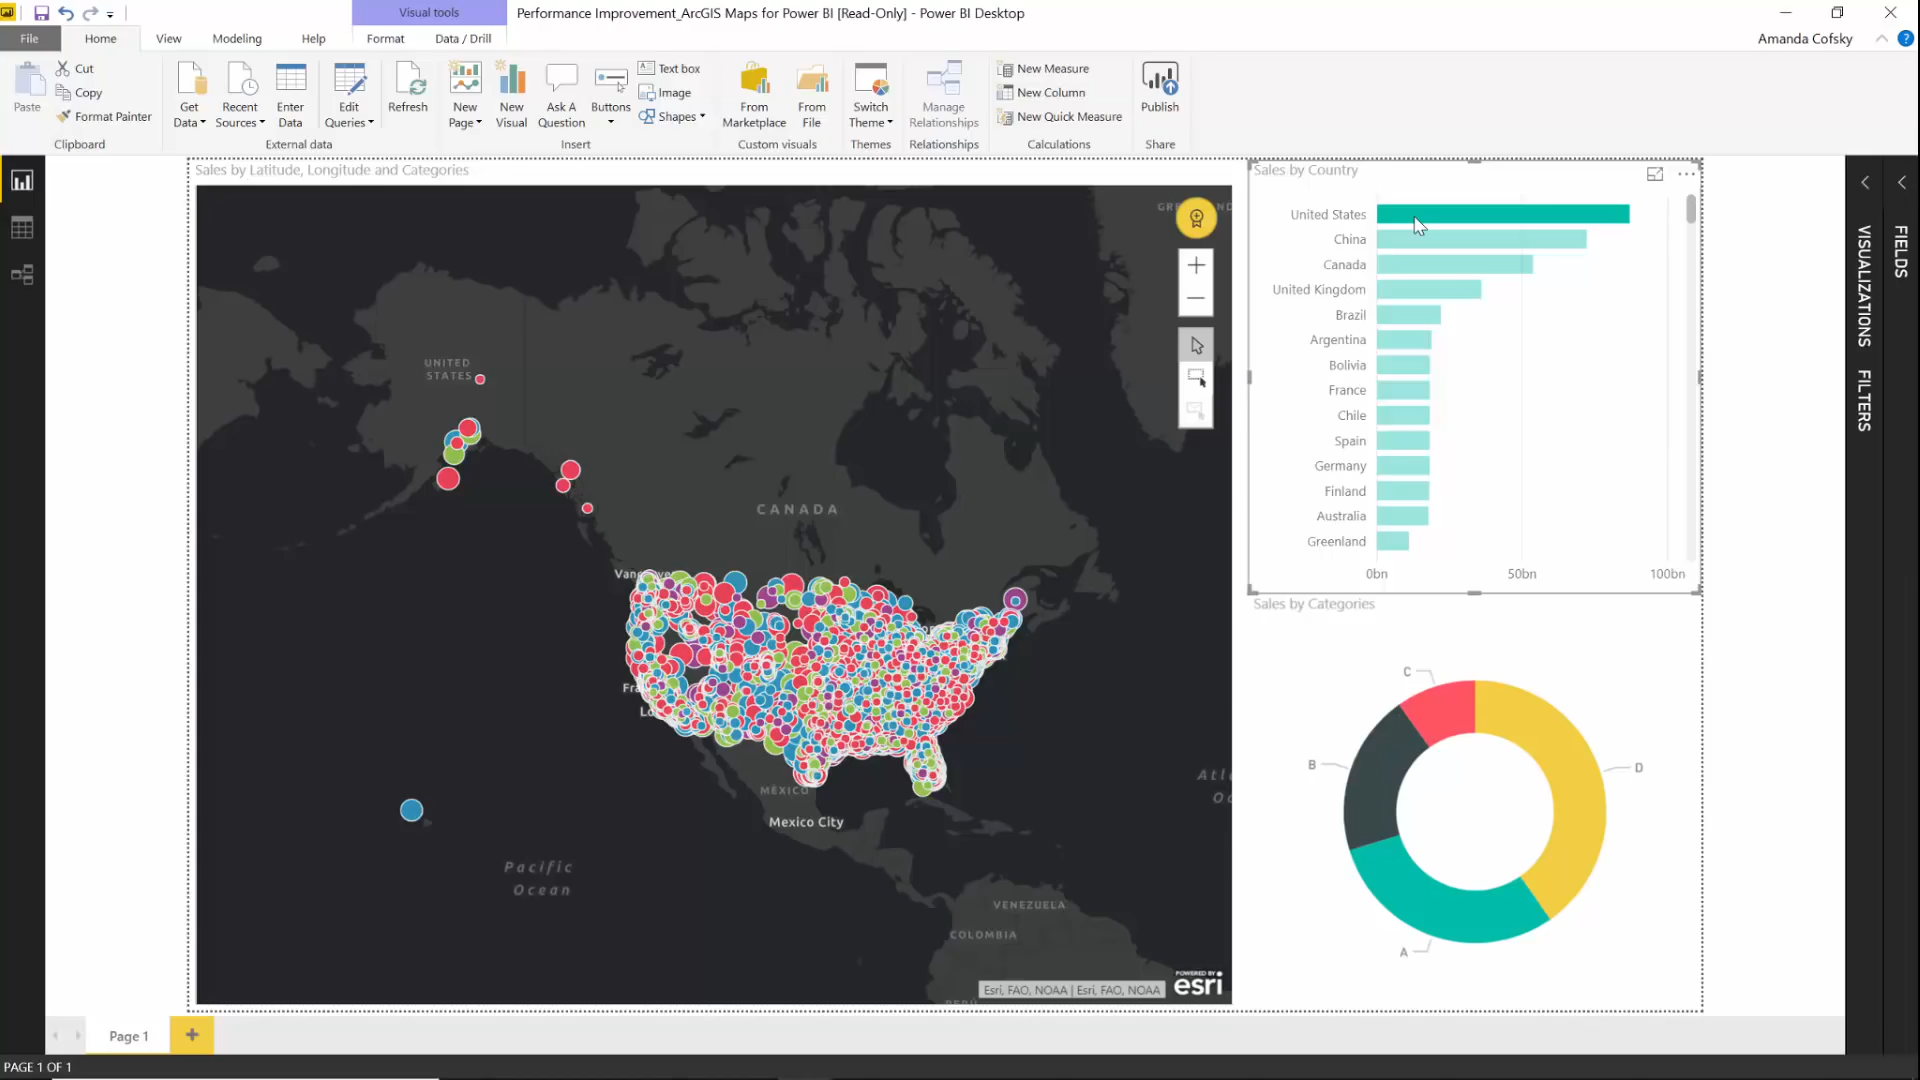 Visual tools
Performance Improvement_ArcGIS Maps for Power BI [Read-Only] - Power BI Desktop
File Home View Modeling Help Format Data / Drill
Amanda Cofsky
?
Paste
Cut
Copy
Format Painter
Get Data
Recent Sources
Enter Data
Edit Queries
Refresh
New Page
New Visual
Ask A Question
Buttons
Text box
Image
Shapes
From Marketplace
From File
Switch Theme
Manage Relationships
New Measure
New Column
New Quick Measure
Publish
Clipboard
External data
Insert
Custom visuals
Themes
Relationships
Calculations
Share
Sales by Latitude, Longitude and Categories
UNITED
STATES
CANADA
MÉXICO
Mexico City
Pacific
Ocean
VENEZUELA
COLOMBIA
Esri, FAO, NOAA | Esri, FAO, NOAA
POWERED BY
esri
Sales by Country
United States
China
Canada
United Kingdom
Brazil
Argentina
Bolivia
France
Chile
Spain
Germany
Finland
Australia
Greenland
0bn 50bn 100bn
Sales by Categories
C
B
D
A
VISUALIZATIONS
FILTERS
FIELDS
Page 1
PAGE 1 OF 1